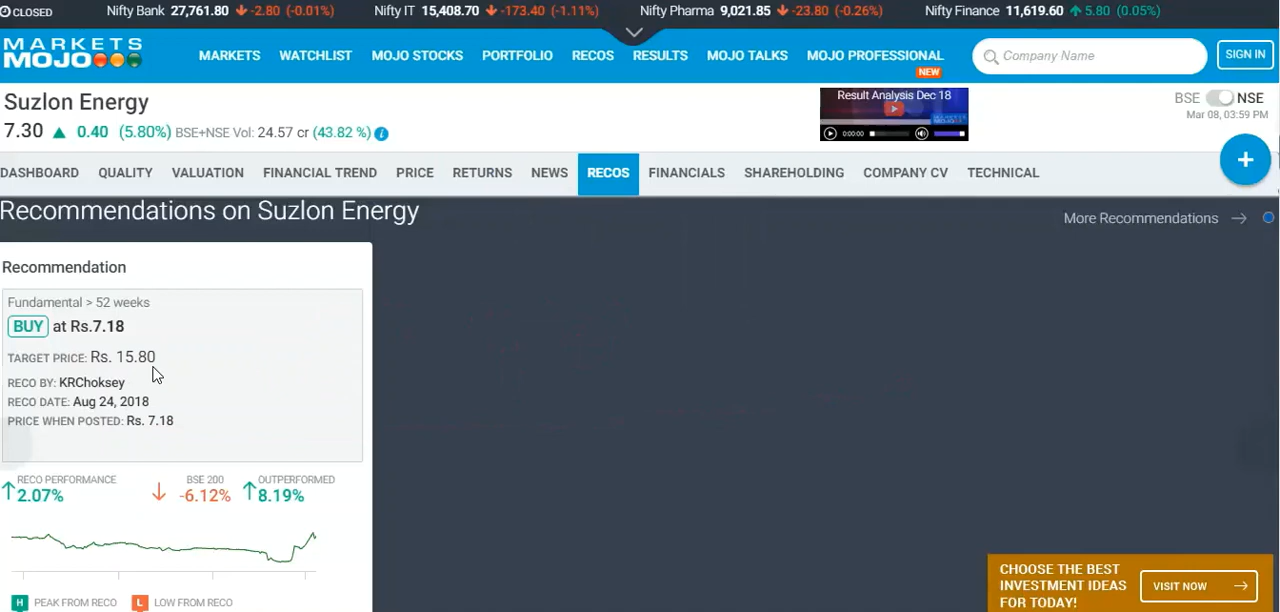 CLOSED Nifty Bank 27,761.80 -2.80 (-0.01%) Nifty IT 15,408.70 -173.40 (-1.11%) Nifty Pharma 9,021.85 -23.80 (-0.26%) Nifty Finance 11,619.60 5.80 (0.05%)
MARKETS
MOJO
MARKETS WATCHLIST MOJO STOCKS PORTFOLIO RECOS RESULTS MOJO TALKS MOJO PROFESSIONAL Company Name SIGN IN
NEW
Suzlon Energy
7.30 0.40 (5.80%) BSE+NSE Vol: 24.57 cr (43.82 %)
Result Analysis Dec 18
0:00:00
BSE NSE
Mar 08, 03:59 PM
DASHBOARD QUALITY VALUATION FINANCIAL TREND PRICE RETURNS NEWS RECOS FINANCIALS SHAREHOLDING COMPANY CV TECHNICAL
Recommendations on Suzlon Energy
More Recommendations
Recommendation
Fundamental > 52 weeks
BUY at Rs.7.18
TARGET PRICE: Rs. 15.80
RECO BY: KRChoksey
RECO DATE: Aug 24, 2018
PRICE WHEN POSTED: Rs. 7.18
RECO PERFORMANCE BSE 200 OUTPERFORMED
2.07% -6.12% 8.19%
H PEAK FROM RECO L LOW FROM RECO
CHOOSE THE BEST
INVESTMENT IDEAS
FOR TODAY!
VISIT NOW